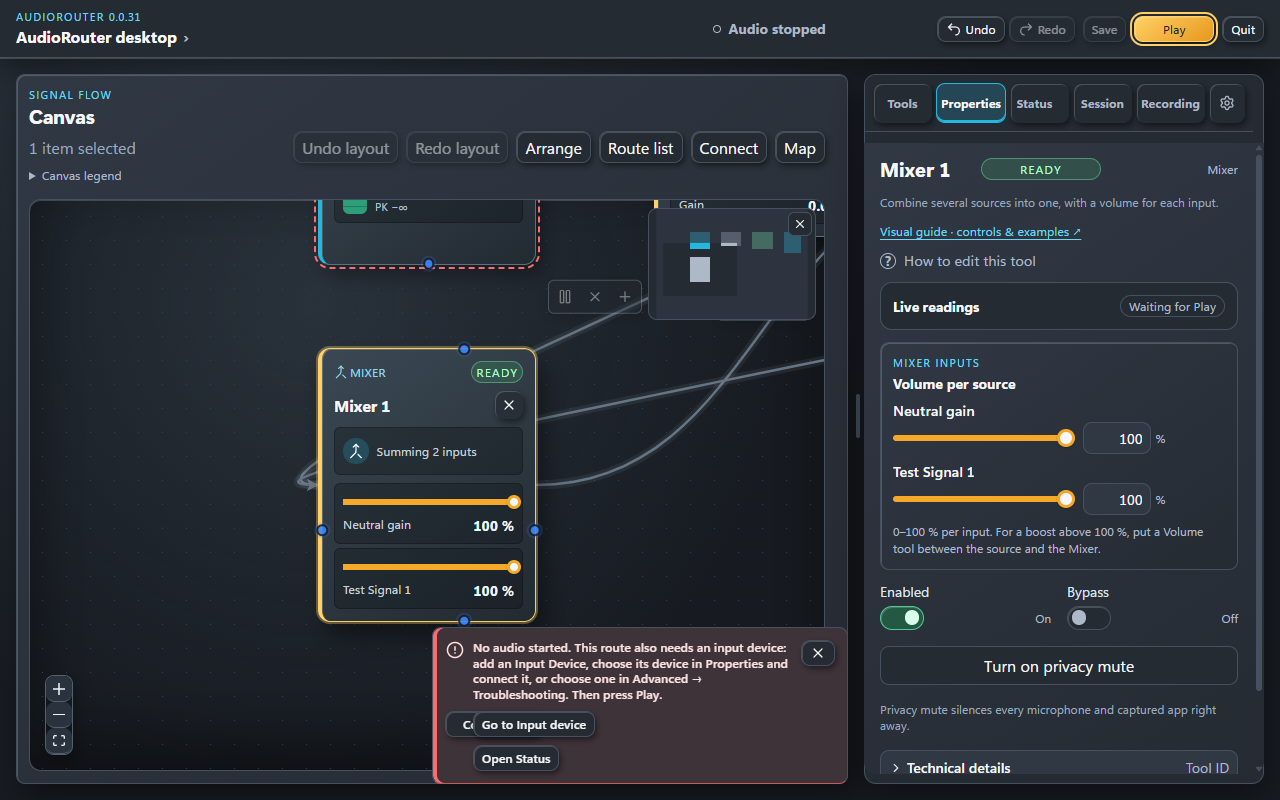 AUDIOROUTER 0.0.31
AudioRouter desktop ›
Audio stopped
Undo
Redo
Save
Play
Quit
SIGNAL FLOW
Canvas
1 item selected
Undo layout
Redo layout
Arrange
Route list
Connect
Map
Canvas legend
PK −∞
Gain
MIXER
READY
Mixer 1
Summing 2 inputs
Neutral gain
100 %
Test Signal 1
100 %
No audio started. This route also needs an input device:
add an Input Device, choose its device in Properties and
connect it, or choose one in Advanced →
Troubleshooting. Then press Play.
Go to Input device
Open Status
Tools
Properties
Status
Session
Recording
Mixer 1
READY
Mixer
Combine several sources into one, with a volume for each input.
Visual guide · controls & examples ↗
? How to edit this tool
Live readings
Waiting for Play
MIXER INPUTS
Volume per source
Neutral gain
100 %
Test Signal 1
100 %
0–100 % per input. For a boost above 100 %, put a Volume
tool between the source and the Mixer.
Enabled
Bypass
On
Off
Turn on privacy mute
Privacy mute silences every microphone and captured app right
away.
Technical details
Tool ID